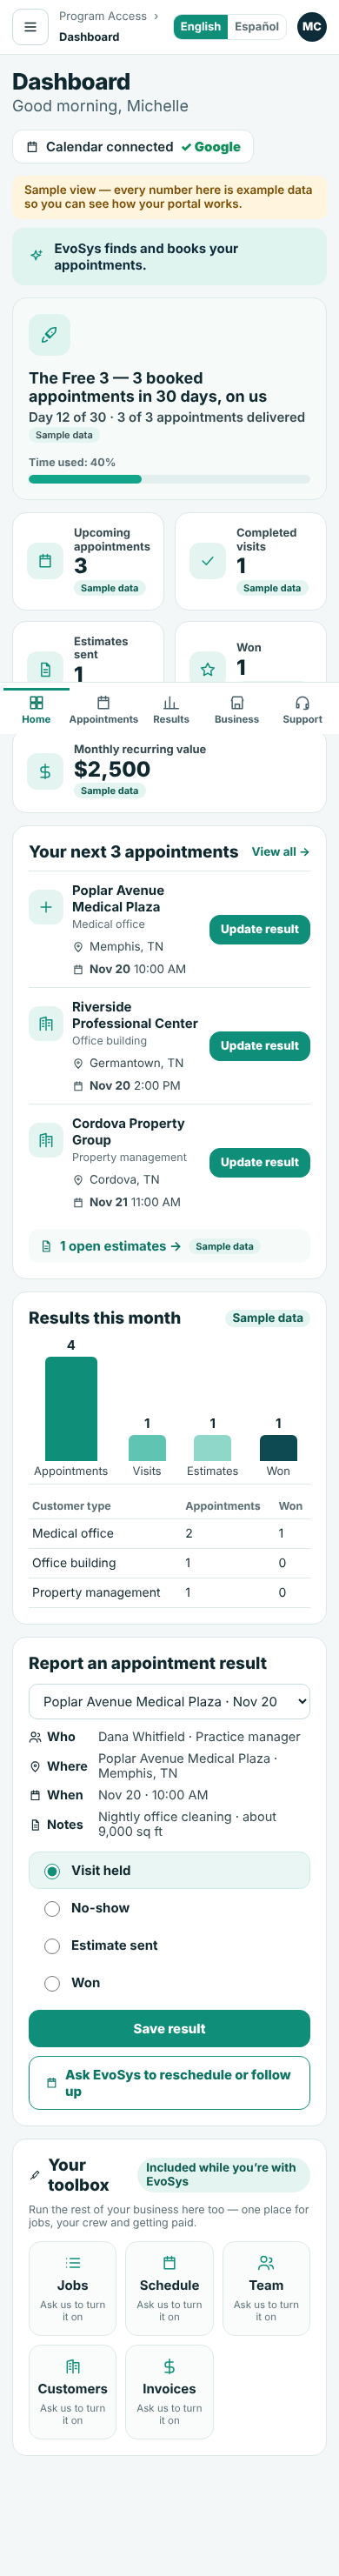 Program Access ›
Dashboard
English
Español
MC
Dashboard
Good morning, Michelle
Calendar connected ✓ Google
Sample view — every number here is example data
so you can see how your portal works.
EvoSys finds and books your
appointments.
The Free 3 — 3 booked
appointments in 30 days, on us
Day 12 of 30 · 3 of 3 appointments delivered
Sample data
Time used: 40%
Upcoming
appointments
3
Sample data
Completed
visits
1
Sample data
Estimates
sent
1
Won
1
Home
Appointments
Results
Business
Support
Monthly recurring value
$2,500
Sample data
Your next 3 appointments
View all →
Poplar Avenue
Medical Plaza
Medical office
Memphis, TN
Nov 20 10:00 AM
Update result
Riverside
Professional Center
Office building
Germantown, TN
Nov 20 2:00 PM
Update result
Cordova Property
Group
Property management
Cordova, TN
Nov 21 11:00 AM
Update result
1 open estimates →
Sample data
Results this month
Sample data
4
1
1
1
Appointments
Visits
Estimates
Won
Customer type Appointments Won
Medical office 2 1
Office building 1 0
Property management 1 0
Report an appointment result
Poplar Avenue Medical Plaza · Nov 20
Who Dana Whitfield · Practice manager
Where Poplar Avenue Medical Plaza ·
Memphis, TN
When Nov 20 · 10:00 AM
Notes Nightly office cleaning · about
9,000 sq ft
Visit held
No-show
Estimate sent
Won
Save result
Ask EvoSys to reschedule or follow
up
Your
toolbox
Included while you're with
EvoSys
Run the rest of your business here too — one place for
jobs, your crew and getting paid.
Jobs
Ask us to turn
it on
Schedule
Ask us to turn
it on
Team
Ask us to turn
it on
Customers
Ask us to turn
it on
Invoices
Ask us to turn
it on